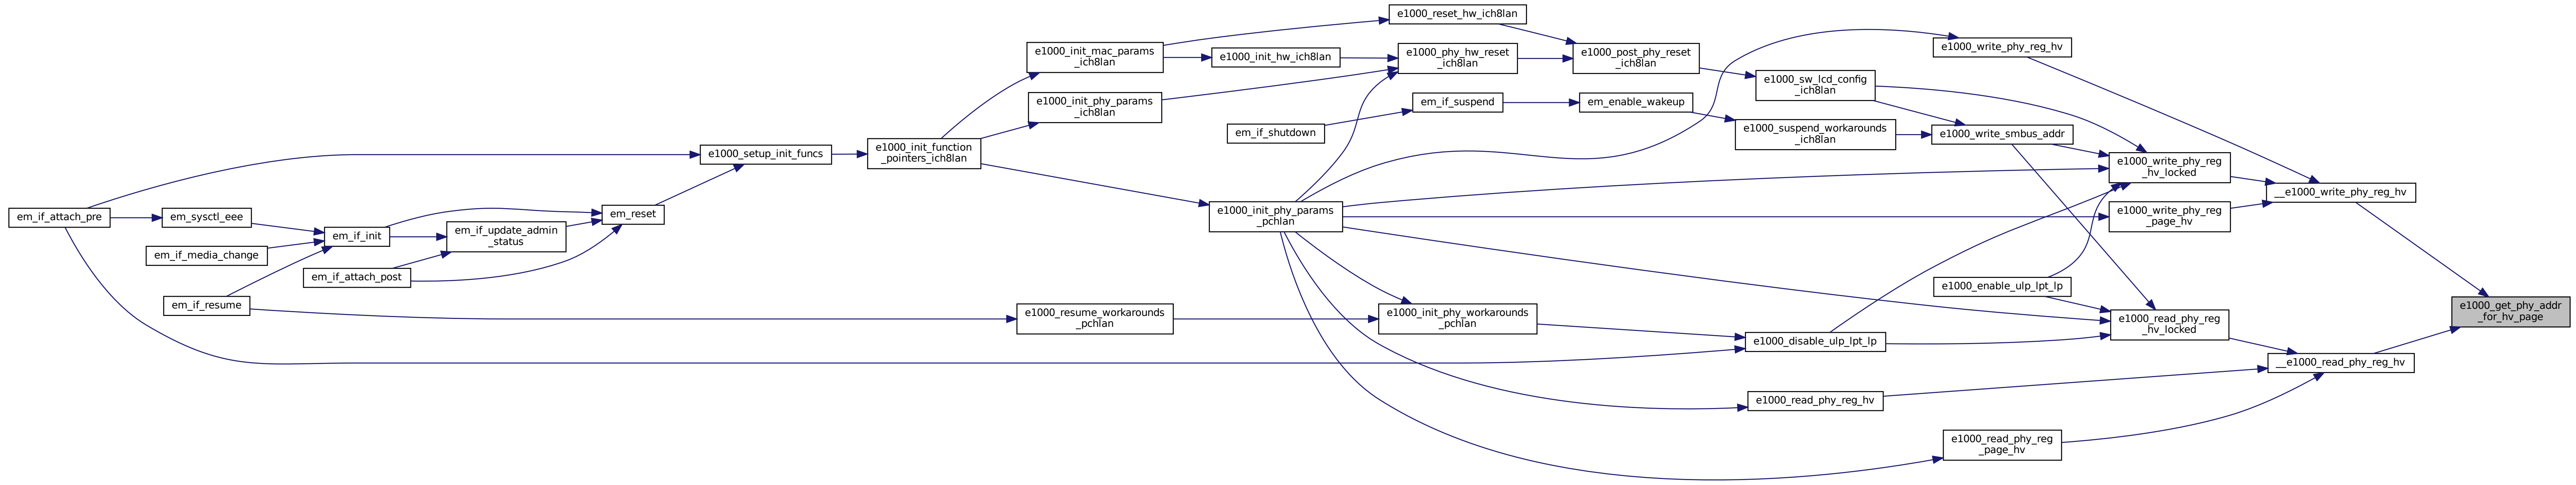 e1000_reset_hw_ich8lan
e1000_init_mac_params
_ich8lan
e1000_init_hw_ich8lan
e1000_phy_hw_reset
_ich8lan
e1000_post_phy_reset
_ich8lan
e1000_write_phy_reg_hv
e1000_sw_lcd_config
_ich8lan
e1000_init_phy_params
_ich8lan
em_if_suspend
em_enable_wakeup
em_if_shutdown
e1000_suspend_workarounds
_ich8lan
e1000_write_smbus_addr
e1000_setup_init_funcs
e1000_init_function
_pointers_ich8lan
e1000_write_phy_reg
_hv_locked
__e1000_write_phy_reg_hv
em_if_attach_pre
em_sysctl_eee
em_reset
e1000_init_phy_params
_pchlan
e1000_write_phy_reg
_page_hv
em_if_init
em_if_update_admin
_status
em_if_media_change
em_if_attach_post
e1000_enable_ulp_lpt_lp
em_if_resume
e1000_resume_workarounds
_pchlan
e1000_init_phy_workarounds
_pchlan
e1000_read_phy_reg
_hv_locked
e1000_get_phy_addr
_for_hv_page
e1000_disable_ulp_lpt_lp
__e1000_read_phy_reg_hv
e1000_read_phy_reg_hv
e1000_read_phy_reg
_page_hv